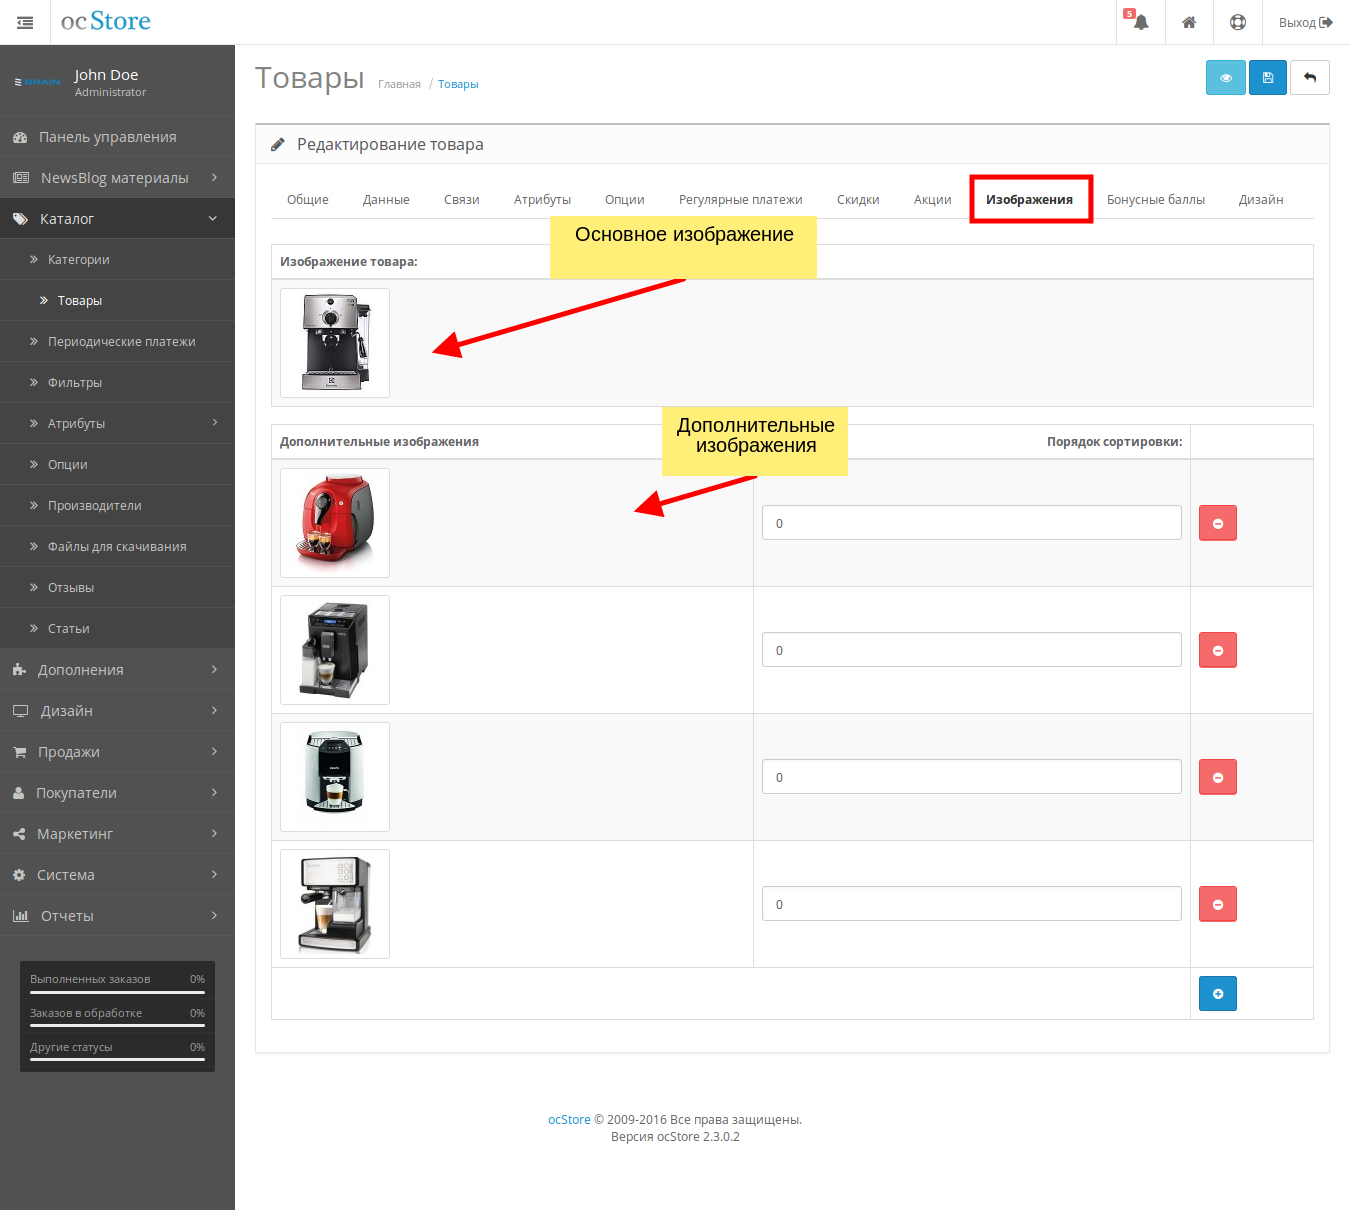 ocStore
5
Выход
BRAIN
John Doe
Administrator
Товары
Главная / Товары
Панель управления
NewsBlog материалы
Каталог
Категории
Товары
Периодические платежи
Фильтры
Атрибуты
Опции
Производители
Файлы для скачивания
Отзывы
Статьи
Дополнения
Дизайн
Продажи
Покупатели
Маркетинг
Система
Отчеты
Выполненных заказов 0%
Заказов в обработке 0%
Другие статусы 0%
Редактирование товара
Общие Данные Связи Атрибуты Опции Регулярные платежи Скидки Акции Изображения Бонусные баллы Дизайн
Основное изображение
Изображение товара:
Дополнительные
изображения
Дополнительные изображения Порядок сортировки:
0
0
0
0
ocStore © 2009-2016 Все права защищены.
Версия ocStore 2.3.0.2